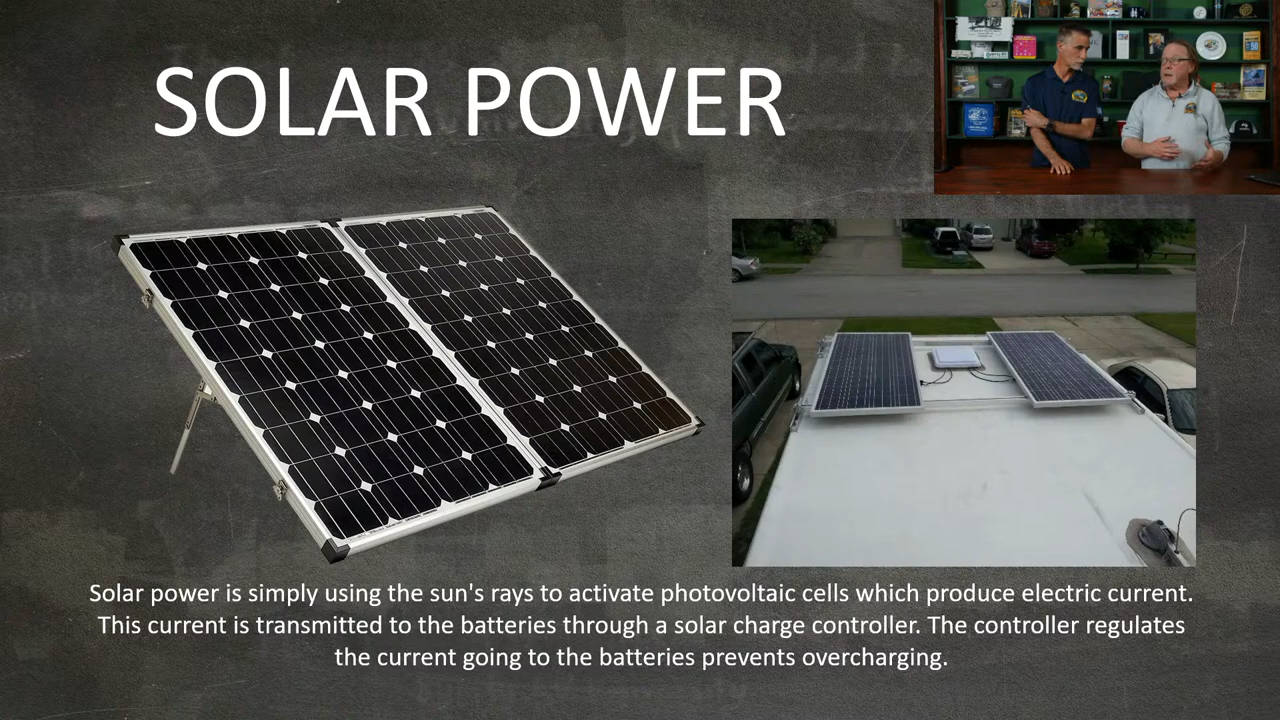 SOLAR POWER
Solar power is simply using the sun's rays to activate photovoltaic cells which produce electric current.
This current is transmitted to the batteries through a solar charge controller. The controller regulates
the current going to the batteries prevents overcharging.